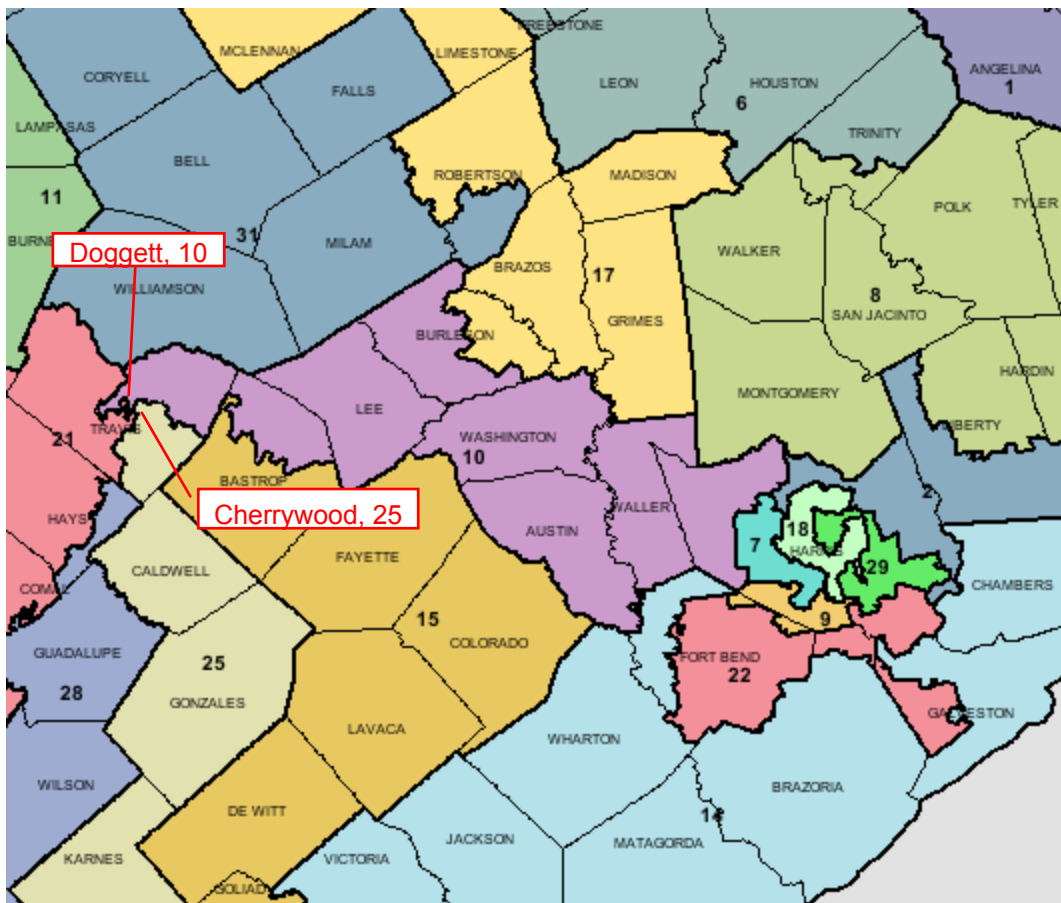 FREESTONE
MCLENNAN
LIMESTONE
CORYELL
FALLS
LEON
HOUSTON
6
ANGELINA
1
LAMPASAS
TRINITY
BELL
ROBERTSON
MADISON
11
POLK
TYLER
31
MILAM
WALKER
Doggett, 10
BRAZOS
17
WILLIAMSON
8
SAN JACINTO
BURLESON
GRIMES
HARDIN
MONTGOMERY
LEE
LIBERTY
TRAVIS
21
WASHINGTON
10
BASTROP
2
Cherrywood, 25
WALLER
HAYS
AUSTIN
18
7
HARRIS
FAYETTE
29
CALDWELL
CHAMBERS
COMAL
15
9
COLORADO
GUADALUPE
25
FORT BEND
28
GONZALES
22
LAVACA
GALVESTON
WHARTON
WILSON
BRAZORIA
DE WITT
14
JACKSON
MATAGORDA
KARNES
VICTORIA
GOLIAD